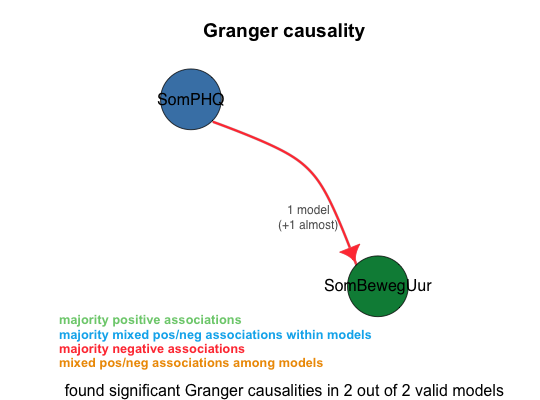 Granger causality
SomPHQ
1 model
(+1 almost)
SomBewegUur
majority positive associations
majority mixed pos/neg associations within models
majority negative associations
mixed pos/neg associations among models
found significant Granger causalities in 2 out of 2 valid models